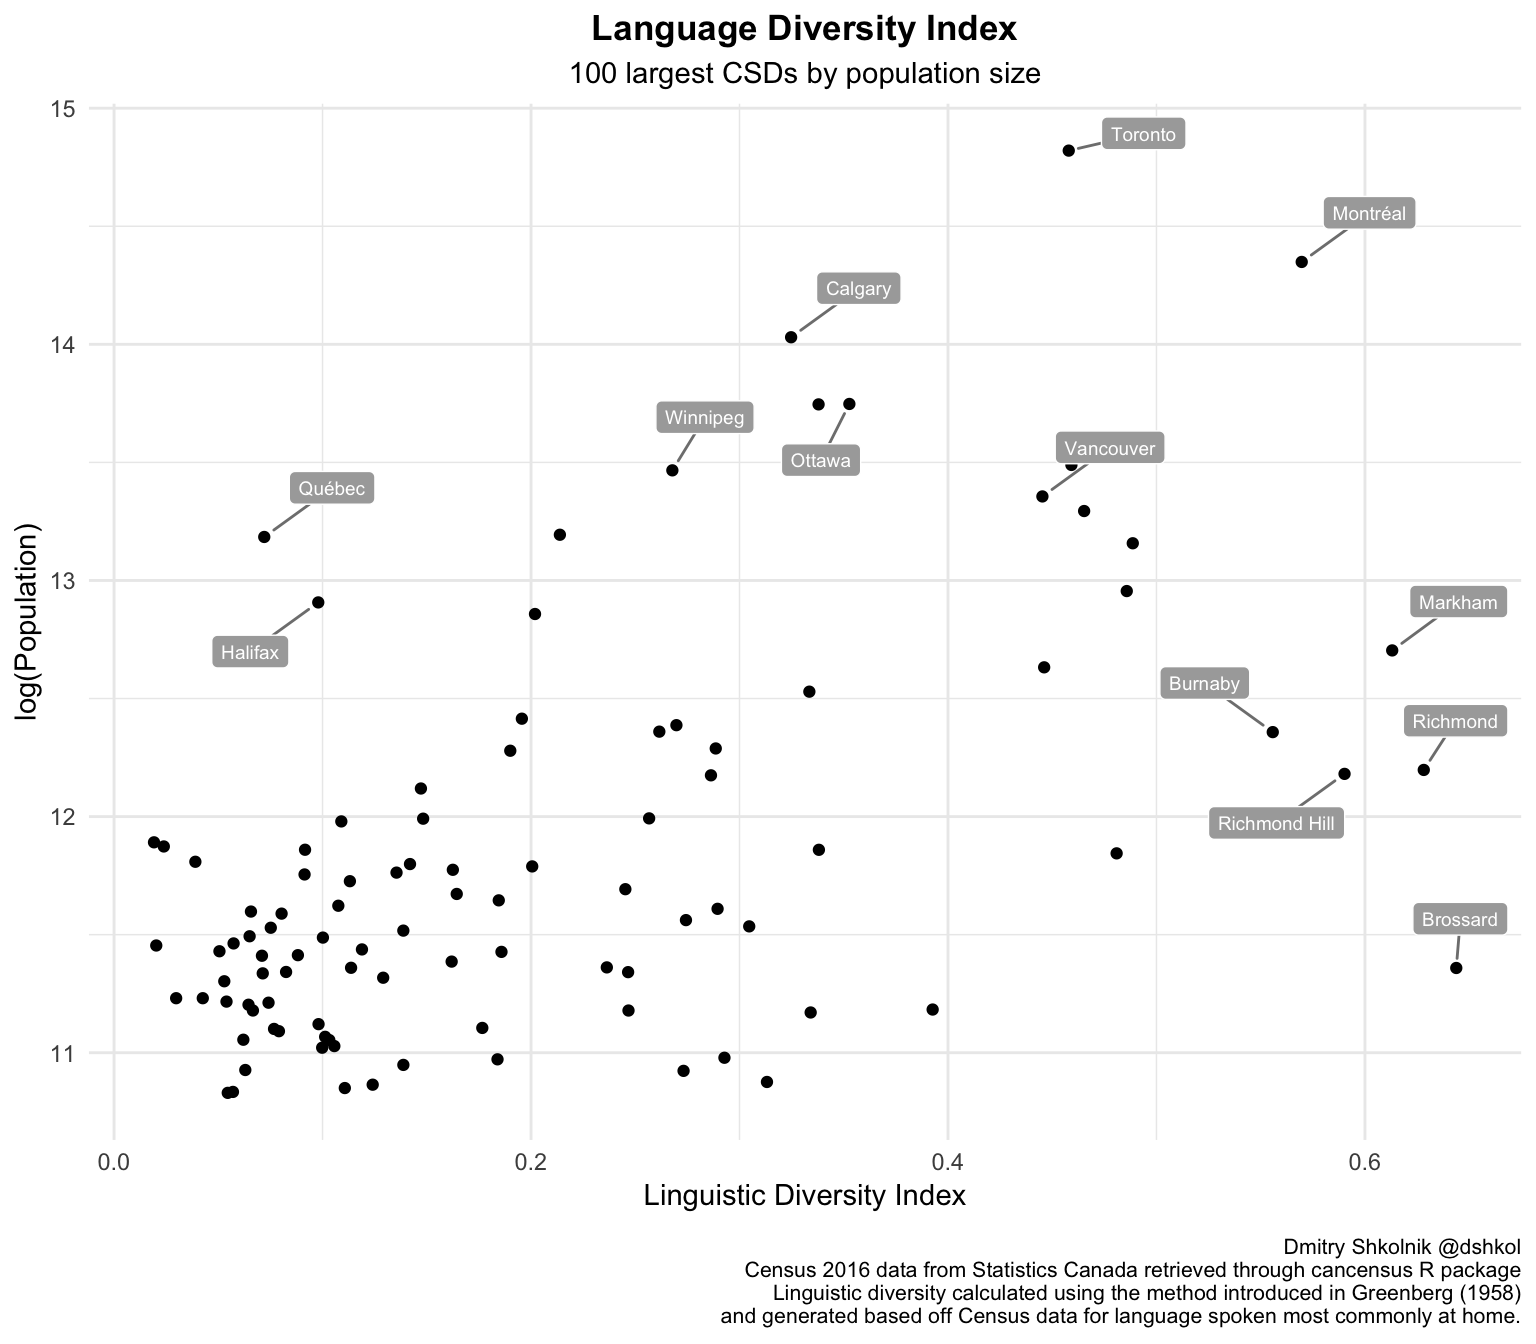 Language Diversity Index
100 largest CSDs by population size
15
Toronto
Montréal
Calgary
14
Winnipeg
Ottawa
Vancouver
Québec
13
Markham
Halifax
Burnaby
Richmond
12
Richmond Hill
Brossard
11
log(Population)
0.0
0.2
0.4
0.6
Linguistic Diversity Index
Dmitry Shkolnik @dshkol
Census 2016 data from Statistics Canada retrieved through cancensus R package
Linguistic diversity calculated using the method introduced in Greenberg (1958)
and generated based off Census data for language spoken most commonly at home.